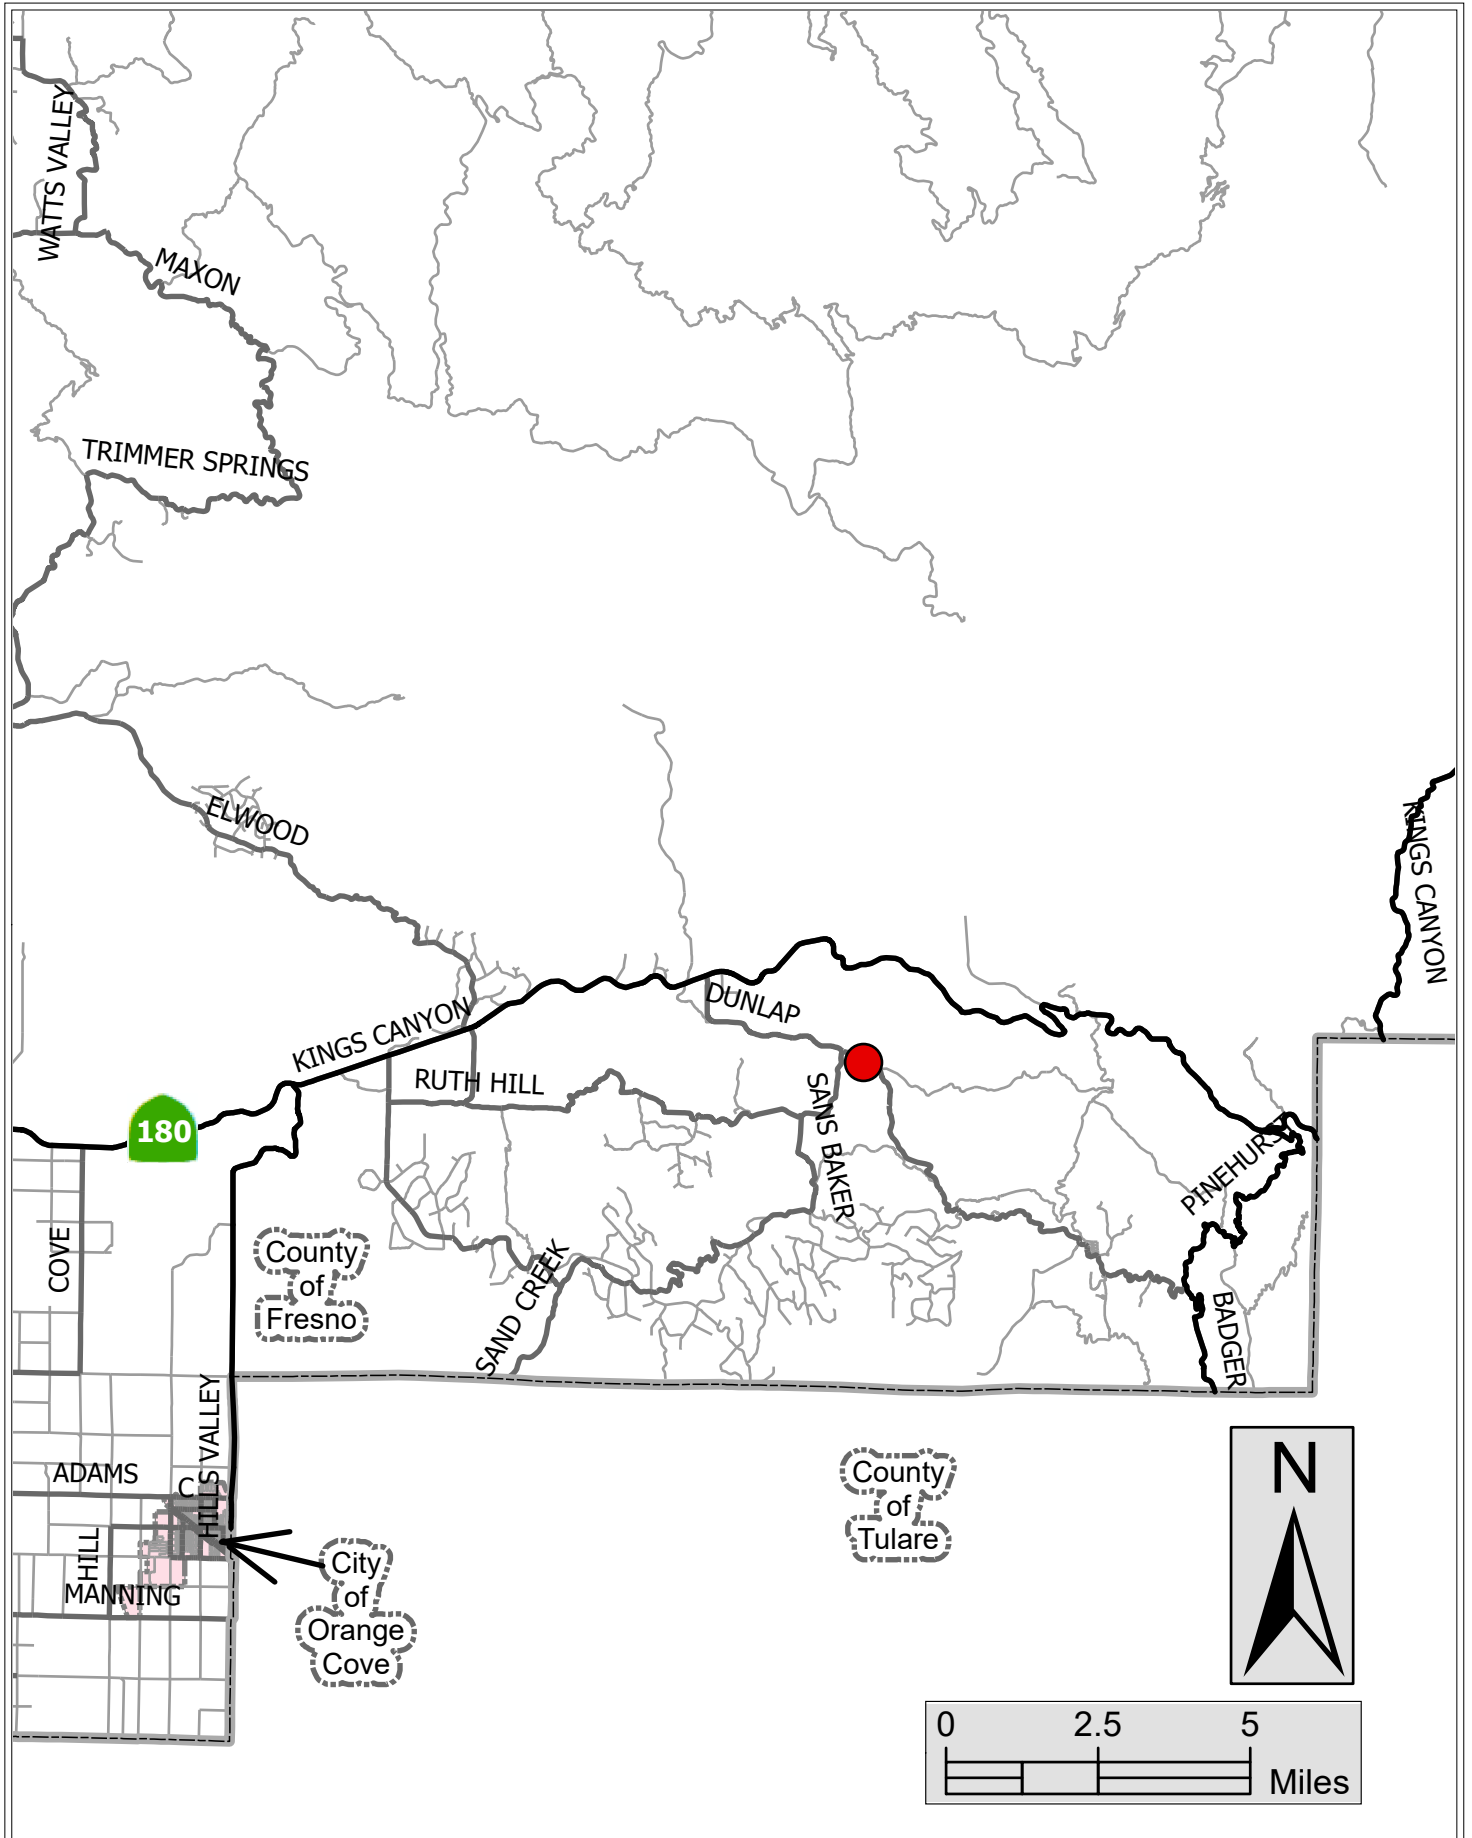 WATTS VALLEY
MAXON
TRIMMER SPRINGS
ELWOOD
KINGS CANYON
DUNLAP
KINGS CANYON
RUTH HILL
SANS BAKER
180
PINEHURST
COVE
County
of
Fresno
SAND CREEK
BADGER
HILLS VALLEY
ADAMS
C
County
of
Tulare
N
HILL
MANNING
City
of
Orange
Cove
0 2.5 5
Miles